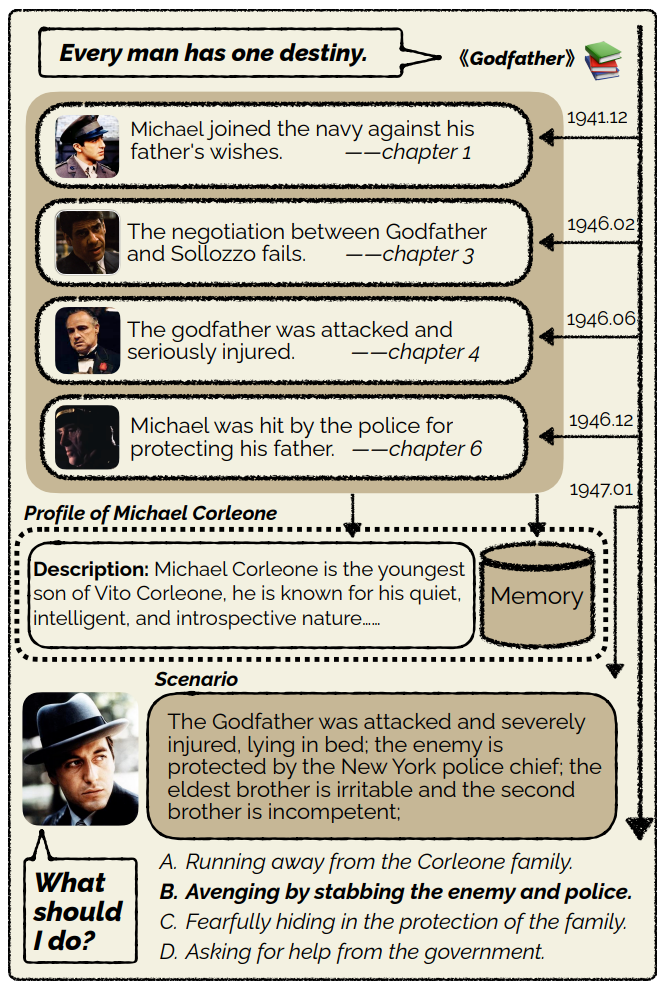 Every man has one destiny.
《Godfather》
Michael joined the navy against his
father's wishes. ——chapter 1
1941.12
The negotiation between Godfather
and Sollozzo fails. ——chapter 3
1946.02
The godfather was attacked and
seriously injured. ——chapter 4
1946.06
Michael was hit by the police for
protecting his father. ——chapter 6
1946.12
1947.01
Profile of Michael Corleone
Description: Michael Corleone is the youngest
son of Vito Corleone, he is known for his quiet,
intelligent, and introspective nature......
Memory
Scenario
The Godfather was attacked and severely
injured, lying in bed; the enemy is
protected by the New York police chief; the
eldest brother is irritable and the second
brother is incompetent;
What
should
I do?
A. Running away from the Corleone family.
B. Avenging by stabbing the enemy and police.
C. Fearfully hiding in the protection of the family.
D. Asking for help from the government.